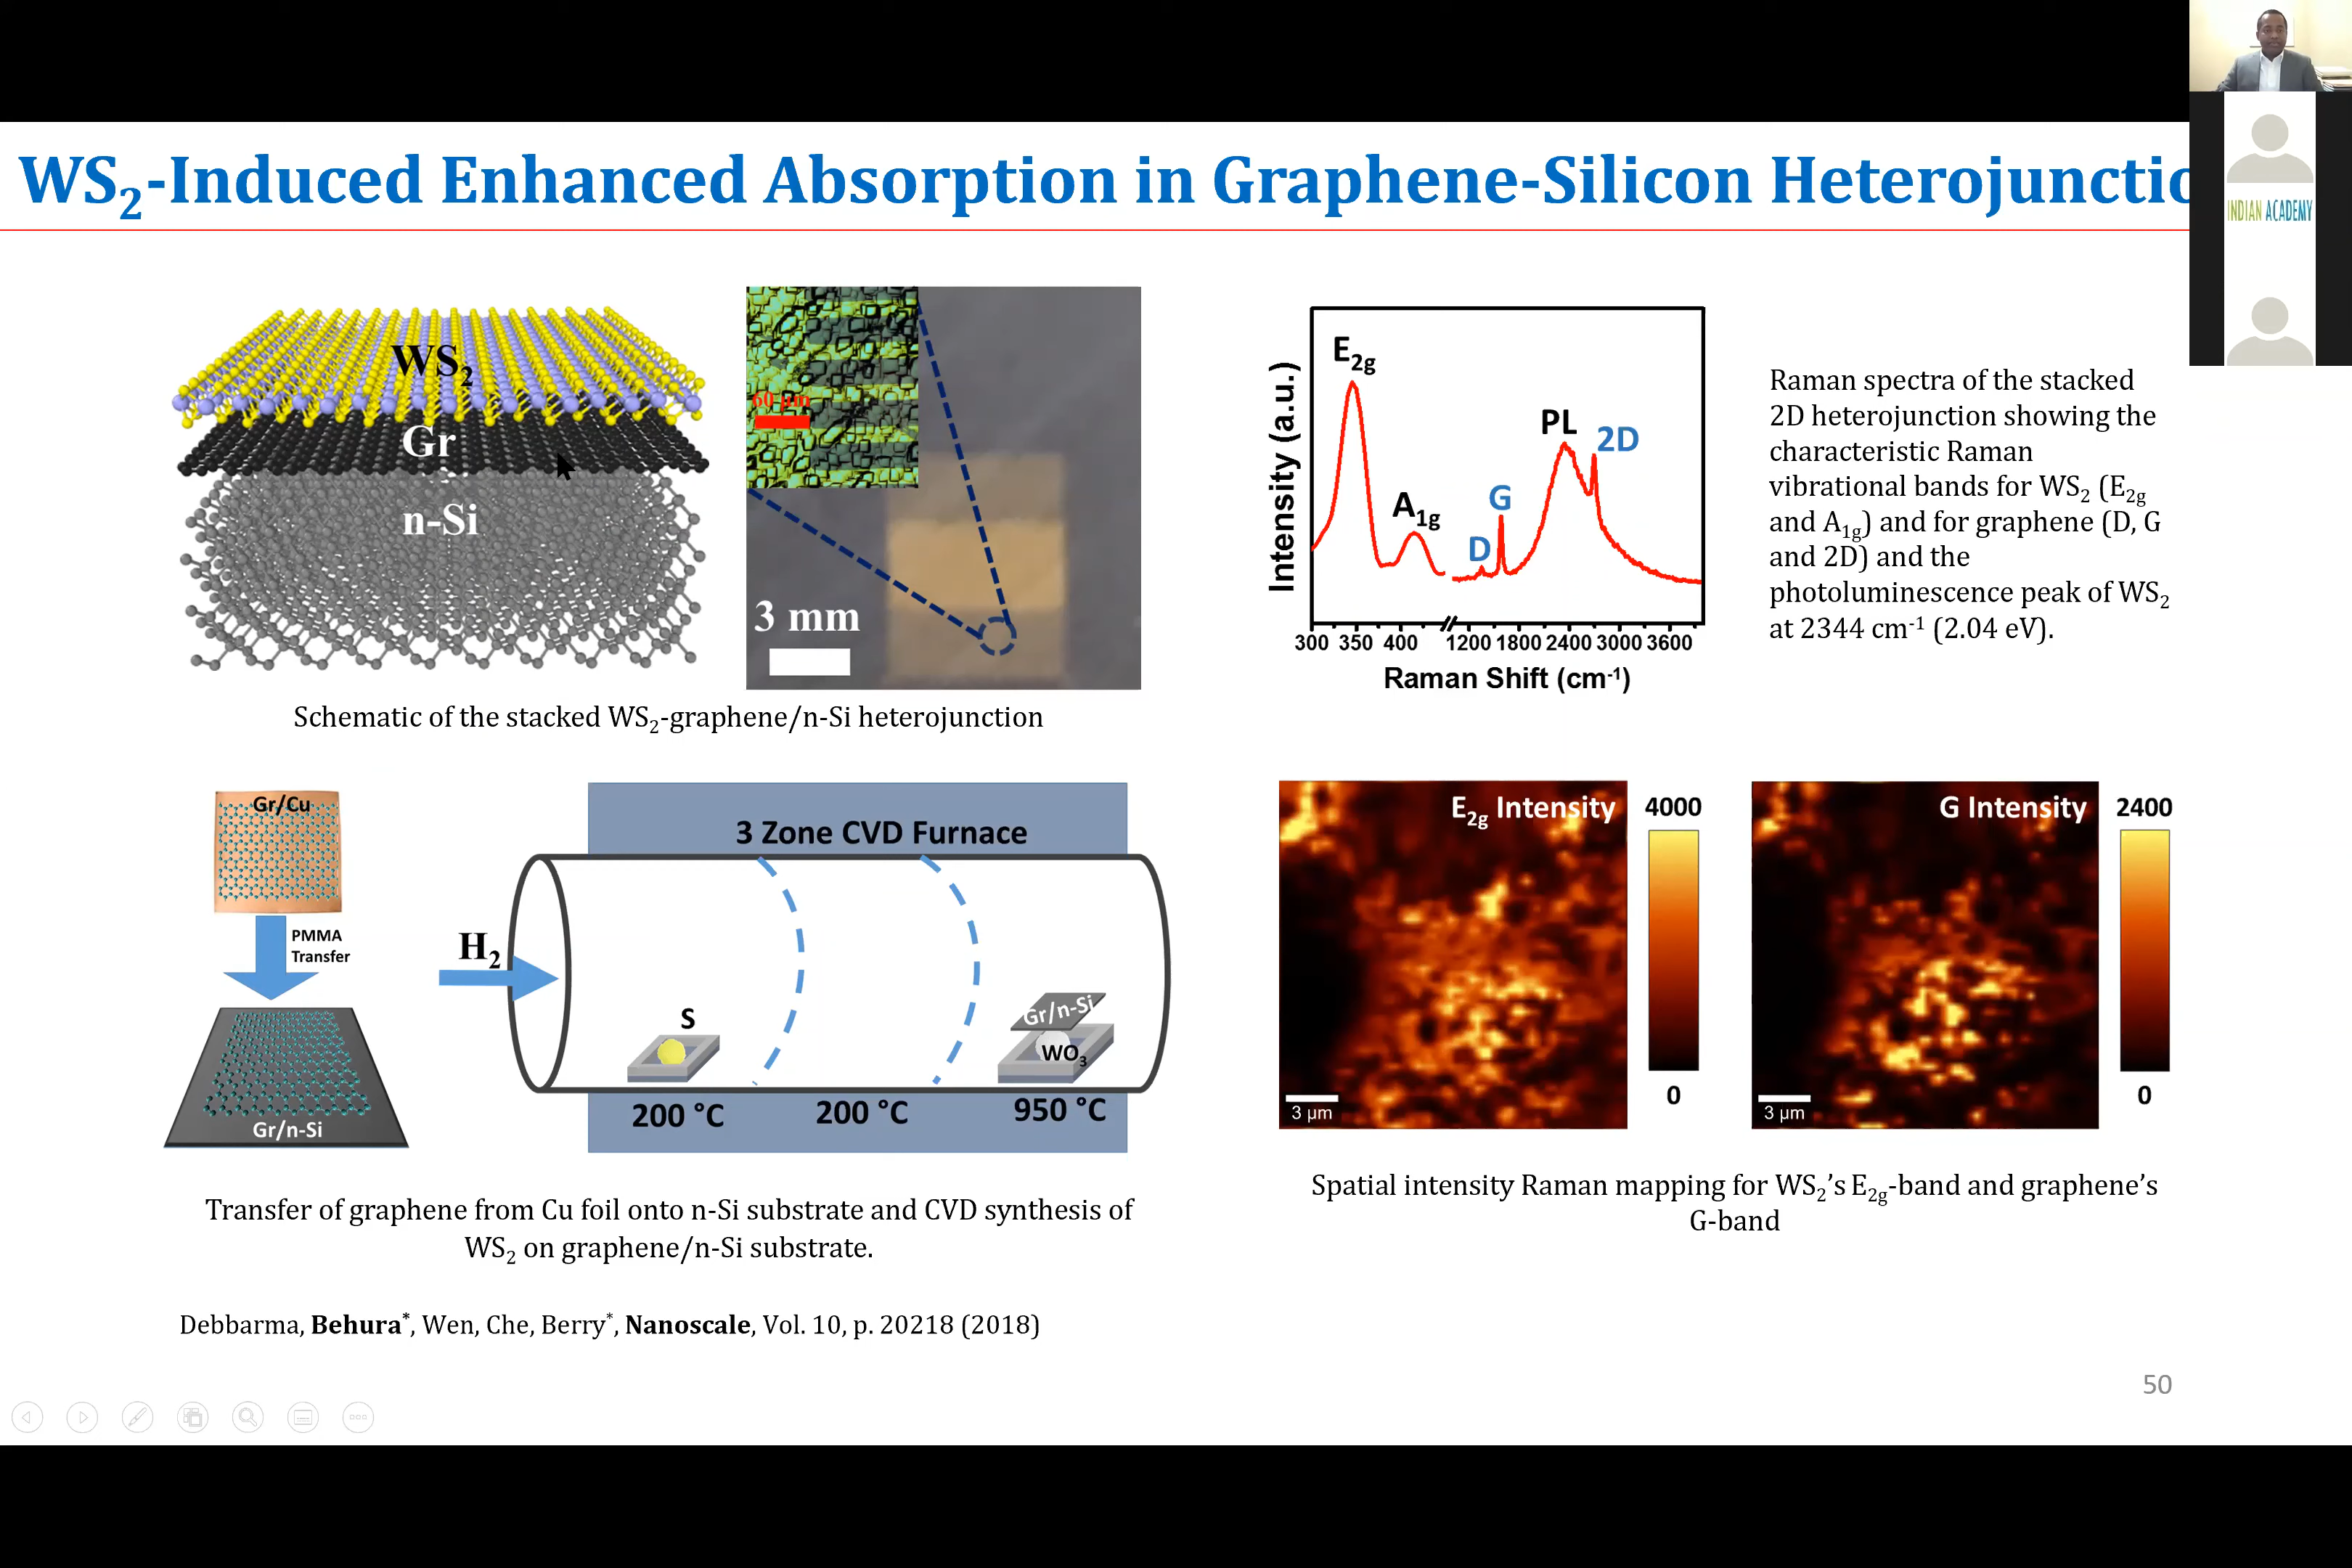 WS₂-Induced Enhanced Absorption in Graphene-Silicon Heterojunctio
INDIAN ACADEMY
WS₂
Gr
n-Si
60 µm
3 mm
Schematic of the stacked WS₂-graphene/n-Si heterojunction
Intensity (a.u.)
E₂g
A₁g
D
G
PL
2D
300 350 400 1200 1800 2400 3000 3600
Raman Shift (cm⁻¹)
Raman spectra of the stacked
2D heterojunction showing the
characteristic Raman
vibrational bands for WS₂ (E₂g
and A₁g) and for graphene (D, G
and 2D) and the
photoluminescence peak of WS₂
at 2344 cm⁻¹ (2.04 eV).
Gr/Cu
PMMA
Transfer
Gr/n-Si
3 Zone CVD Furnace
H₂
S
Gr/n-Si
WO₃
200 °C
200 °C
950 °C
Transfer of graphene from Cu foil onto n-Si substrate and CVD synthesis of
WS₂ on graphene/n-Si substrate.
E₂g Intensity
4000
0
3 µm
G Intensity
2400
0
3 µm
Spatial intensity Raman mapping for WS₂’s E₂g-band and graphene’s
G-band
Debbarma, Behura*, Wen, Che, Berry*, Nanoscale, Vol. 10, p. 20218 (2018)
50